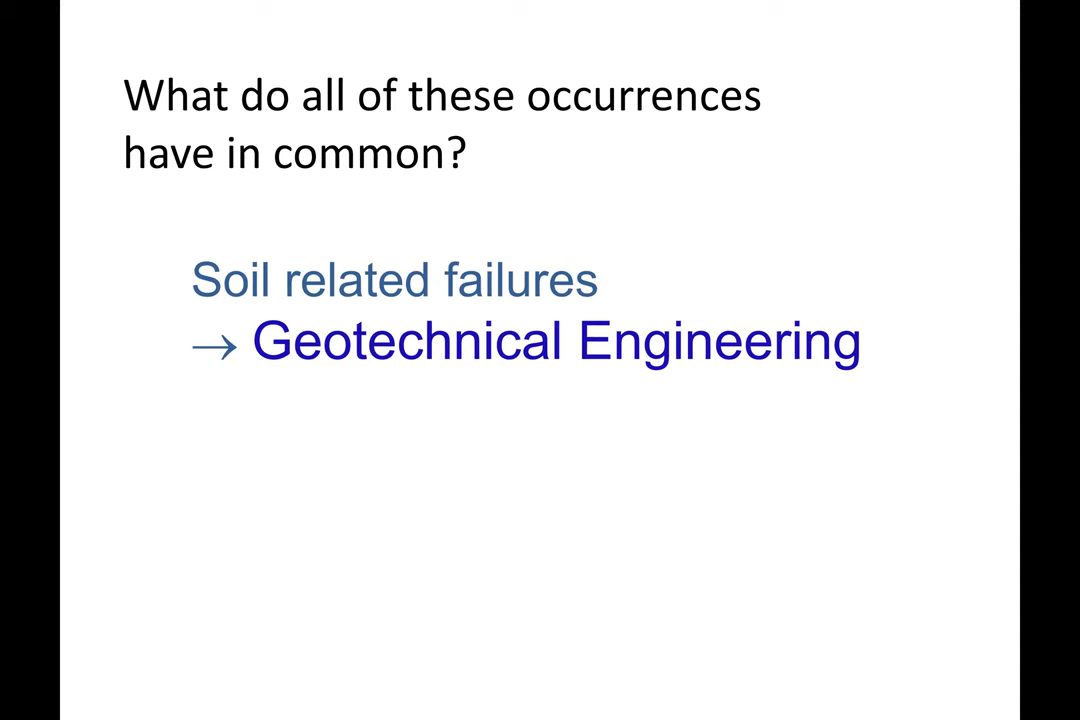 What do all of these occurrences
have in common?
Soil related failures
→ Geotechnical Engineering